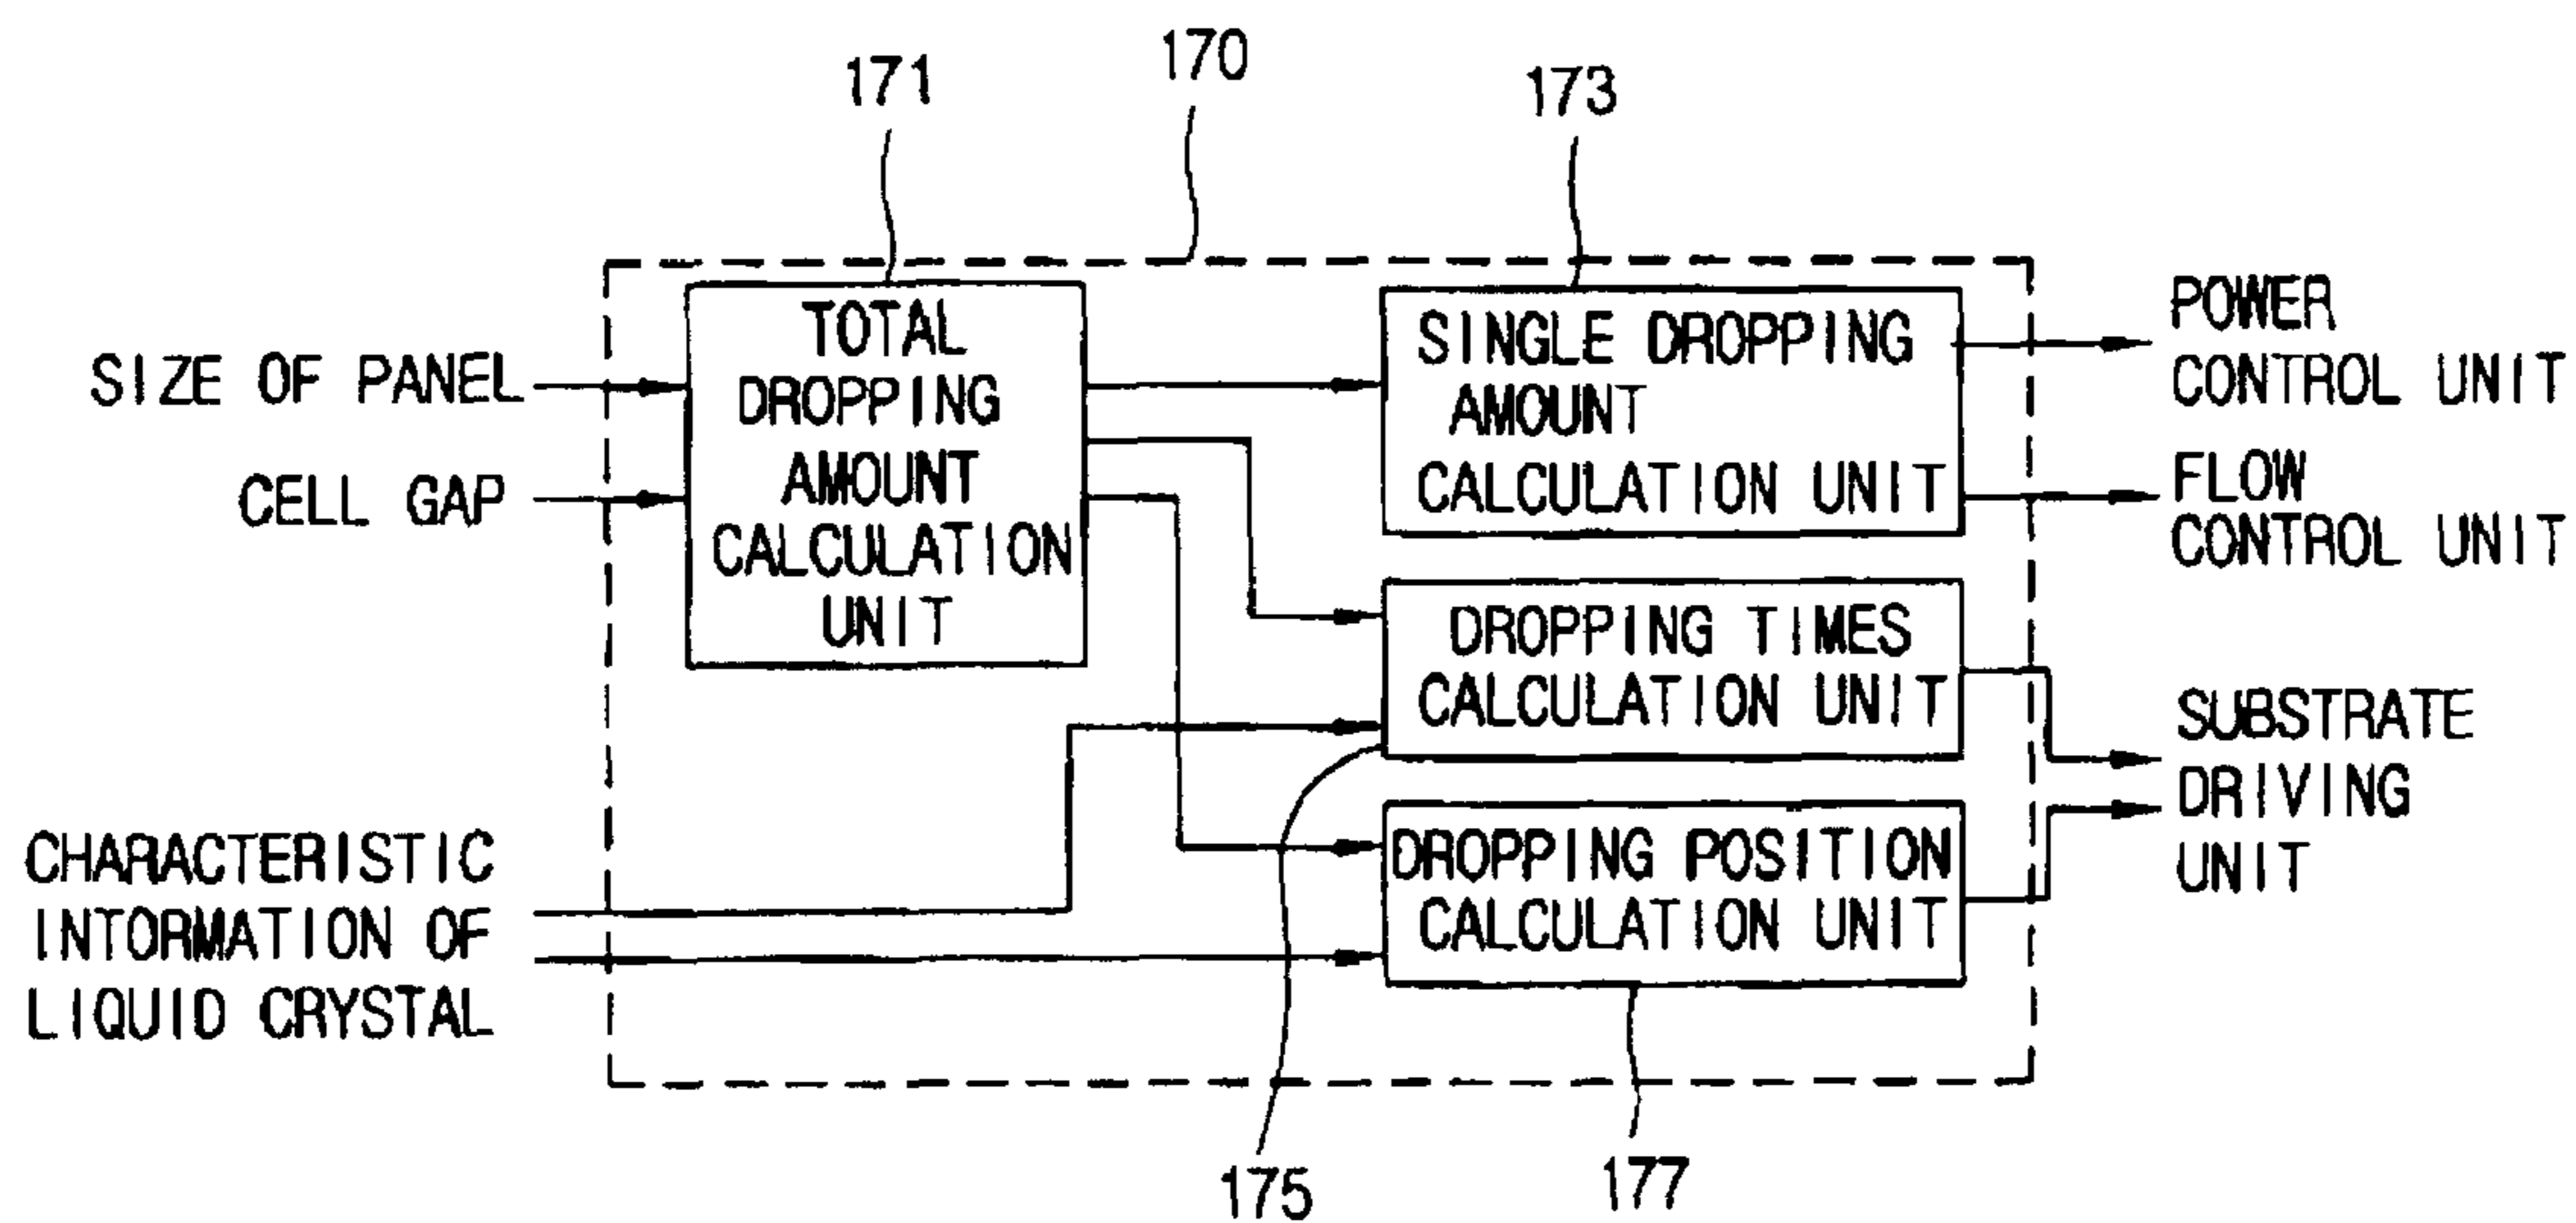 170
171
173
TOTAL
DROPPING
AMOUNT
CALCULATION
UNIT
SINGLE DROPPING
AMOUNT
CALCULATION UNIT
POWER
CONTROL UNIT
SIZE OF PANEL
CELL GAP
FLOW
CONTROL UNIT
DROPPING TIMES
CALCULATION UNIT
SUBSTRATE
DRIVING
UNIT
CHARACTERISTIC
INTORMATION OF
LIQUID CRYSTAL
DROPPING POSITION
CALCULATION UNIT
175
177